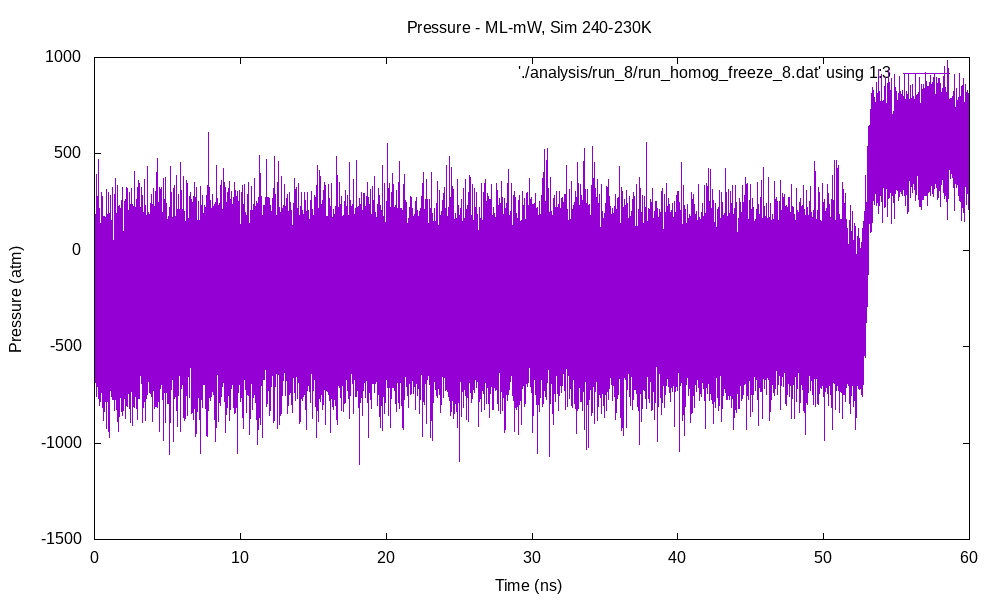 Pressure - ML-mW, Sim 240-230K
'./analysis/run_8/run_homog_freeze_8.dat' using 1:3
1000
500
0
-500
-1000
-1500
Pressure (atm)
0 10 20 30 40 50 60
Time (ns)